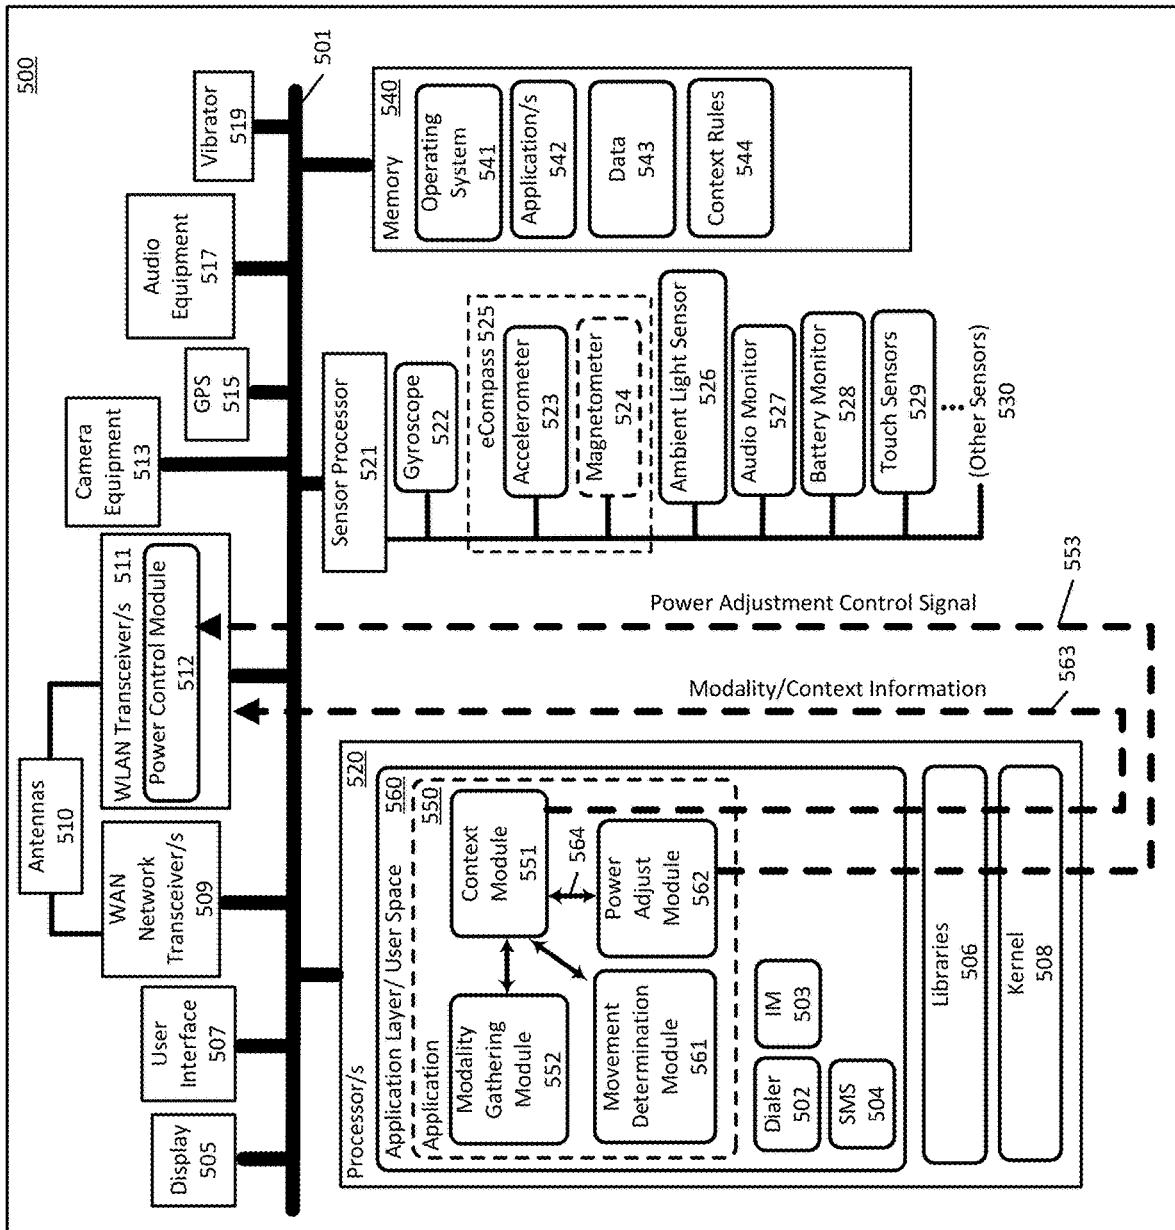 500
Display
505
User
Interface
507
WAN
Network
Transceiver/s
509
Antennas
510
WLAN Transceiver/s 511
Power Control Module
512
Camera
Equipment
513
GPS
515
Audio
Equipment
517
Vibrator
519
501
Processor/s
520
Application Layer/ User Space
560
Application
550
Modality
Gathering
Module
552
Context
Module
551
564
Movement
Determination
Module
561
Power
Adjust
Module
562
Dialer
502
IM
503
SMS
504
Libraries
506
Kernel
508
Modality/Context Information
563
Power Adjustment Control Signal
553
Sensor Processor
521
Gyroscope
522
eCompass 525
Accelerometer
523
Magnetometer
524
Ambient Light Sensor
526
Audio Monitor
527
Battery Monitor
528
Touch Sensors
529
....
(Other Sensors)
530
Memory
540
Operating
System
541
Application/s
542
Data
543
Context Rules
544